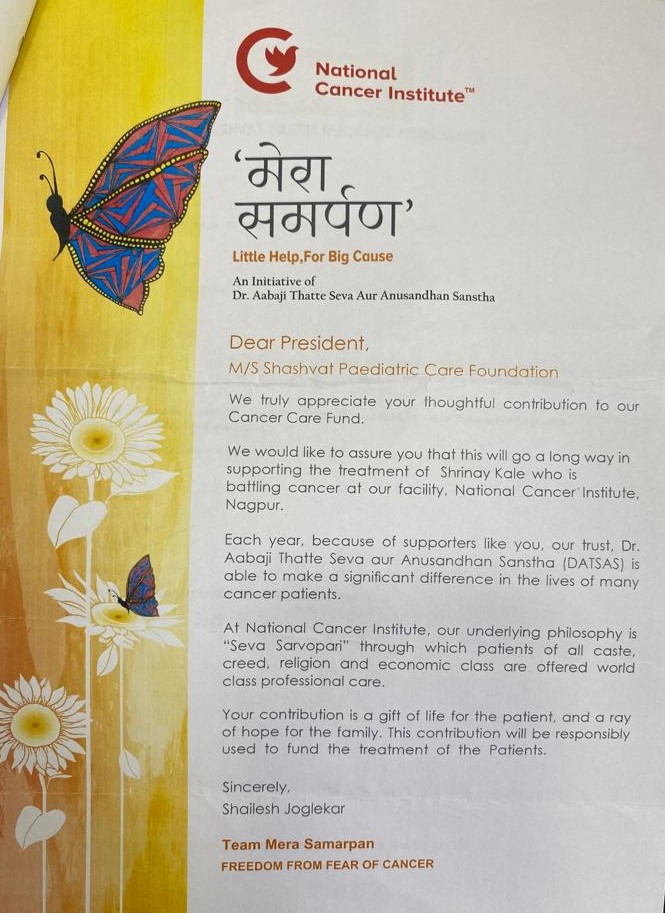 National
Cancer Institute™
‘मेरा
समर्पण’
Little Help,For Big Cause
An Initiative of
Dr. Aabaji Thatte Seva Aur Anusandhan Sanstha
Dear President,
M/S Shashvat Paediatric Care Foundation
We truly appreciate your thoughtful contribution to our
Cancer Care Fund.
We would like to assure you that this will go a long way in
supporting the treatment of Shrinay Kale who is
battling cancer at our facility, National Cancer Institute,
Nagpur.
Each year, because of supporters like you, our trust, Dr.
Aabaji Thatte Seva aur Anusandhan Sanstha (DATSAS) is
able to make a significant difference in the lives of many
cancer patients.
At National Cancer Institute, our underlying philosophy is
“Seva Sarvopari” through which patients of all caste,
creed, religion and economic class are offered world
class professional care.
Your contribution is a gift of life for the patient, and a ray
of hope for the family. This contribution will be responsibly
used to fund the treatment of the Patients.
Sincerely,
Shailesh Joglekar
Team Mera Samarpan
FREEDOM FROM FEAR OF CANCER